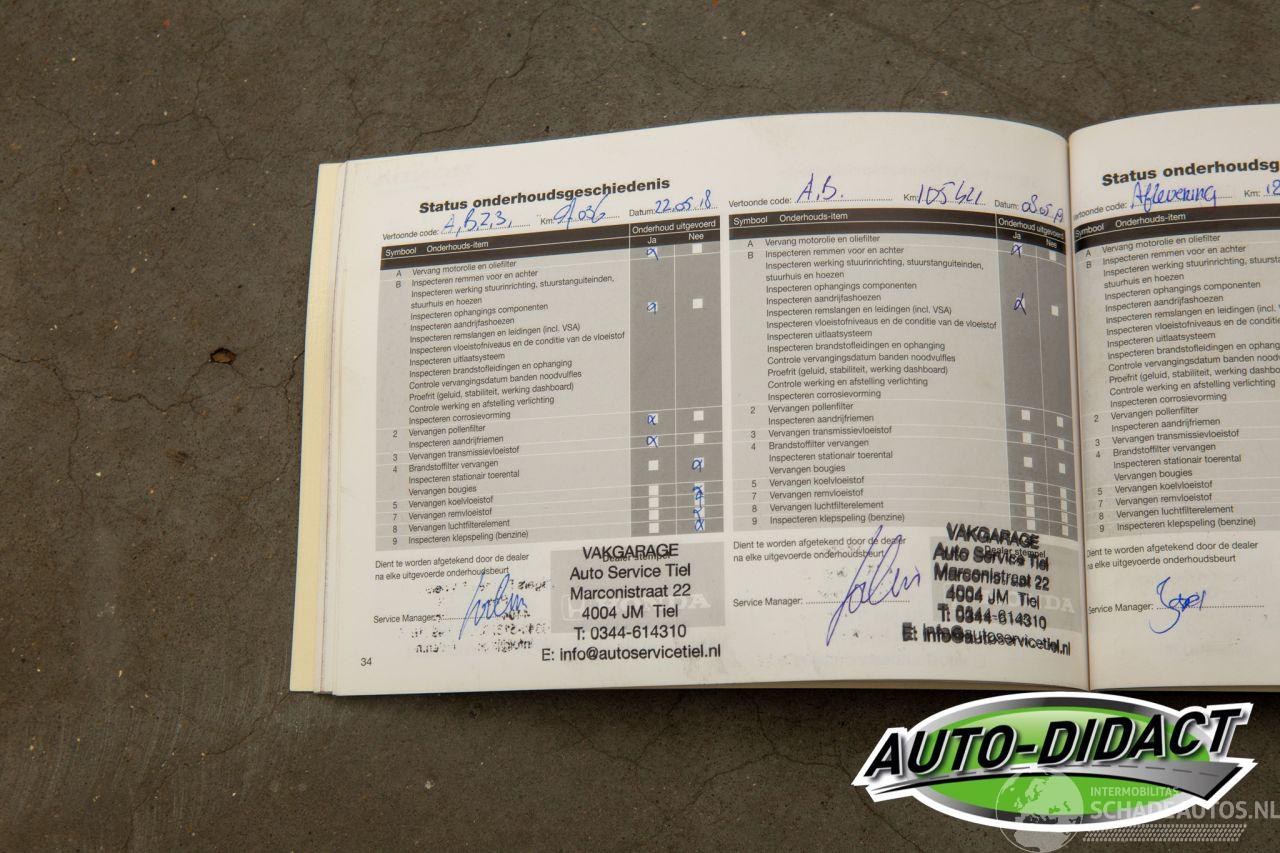 Status onderhoudsgeschiedenis
Vertoonde code: A,B,2,3, Km: 91036 Datum: 22.05.18
Symbool Onderhouds-item Onderhoud uitgevoerd
Ja Nee
A Vervang motorolie en oliefilter
B Inspecteren remmen voor en achter
Inspecteren werking stuurinrichting, stuurstanguiteinden,
stuurhuis en hoezen
Inspecteren ophangings componenten
Inspecteren aandrijfashoezen
Inspecteren remslangen en leidingen (incl. VSA)
Inspecteren vloeistofniveaus en de conditie van de vloeistof
Inspecteren uitlaatsysteem
Inspecteren brandstofleidingen en ophanging
Controle vervangingsdatum banden noodvulfles
Proefrit (geluid, stabiliteit, werking dashboard)
Controle werking en afstelling verlichting
Inspecteren corrosievorming
2 Vervangen pollenfilter
Inspecteren aandrijfriemen
3 Vervangen transmissievloeistof
4 Brandstoffilter vervangen
Inspecteren stationair toerental
Vervangen bougies
5 Vervangen koelvloeistof
7 Vervangen remvloeistof
8 Vervangen luchtfilterelement
9 Inspecteren klepspeling (benzine)
Dient te worden afgetekend door de dealer
na elke uitgevoerde onderhoudsbeurt
Dealer stempel
Service Manager:
VAKGARAGE
Auto Service Tiel
Marconistraat 22
4004 JM Tiel
T: 0344-614310
E: info@autoservicetiel.nl
HONDA
34
Vertoonde code: A,B. Km: Datum: 03.05.19
Symbool Onderhouds-item Onderhoud uitgevoerd
Ja Nee
A Vervang motorolie en oliefilter
B Inspecteren remmen voor en achter
Inspecteren werking stuurinrichting, stuurstanguiteinden,
stuurhuis en hoezen
Inspecteren ophangings componenten
Inspecteren aandrijfashoezen
Inspecteren remslangen en leidingen (incl. VSA)
Inspecteren vloeistofniveaus en de conditie van de vloeistof
Inspecteren uitlaatsysteem
Inspecteren brandstofleidingen en ophanging
Controle vervangingsdatum banden noodvulfles
Proefrit (geluid, stabiliteit, werking dashboard)
Controle werking en afstelling verlichting
Inspecteren corrosievorming
2 Vervangen pollenfilter
Inspecteren aandrijfriemen
3 Vervangen transmissievloeistof
4 Brandstoffilter vervangen
Inspecteren stationair toerental
Vervangen bougies
5 Vervangen koelvloeistof
7 Vervangen remvloeistof
8 Vervangen luchtfilterelement
9 Inspecteren klepspeling (benzine)
Dient te worden afgetekend door de dealer
na elke uitgevoerde onderhoudsbeurt
Dealer stempel
Service Manager:
VAKGARAGE
Auto Service Tiel
Marconistraat 22
4004 JM Tiel
T: 0344-614310
E: info@autoservicetiel.nl
HONDA
Status onderhoudsg
Vertoonde code: Aflevering Km: 12
Symbool Onderhouds-item
A Vervang motorolie en oliefilter
B Inspecteren remmen voor en achter
Inspecteren werking stuurinrichting, stuursta
stuurhuis en hoezen
Inspecteren ophangings componenten
Inspecteren aandrijfashoezen
Inspecteren remslangen en leidingen (incl.
Inspecteren vloeistofniveaus en de conditie va
Inspecteren uitlaatsysteem
Inspecteren brandstofleidingen en ophang
Controle vervangingsdatum banden noodv
Proefrit (geluid, stabiliteit, werking dashbo
Controle werking en afstelling verlichting
Inspecteren corrosievorming
2 Vervangen pollenfilter
Inspecteren aandrijfriemen
3 Vervangen transmissievloeistof
4 Brandstoffilter vervangen
Inspecteren stationair toerental
Vervangen bougies
5 Vervangen koelvloeistof
7 Vervangen remvloeistof
8 Vervangen luchtfilterelement
9 Inspecteren klepspeling (benzine)
Dient te worden afgetekend door de dealer
na elke uitgevoerde onderhoudsbeurt
Service Manager:
AUTO-DIDACT
INTERMOBILITAS
SCHADEAUTOS.NL